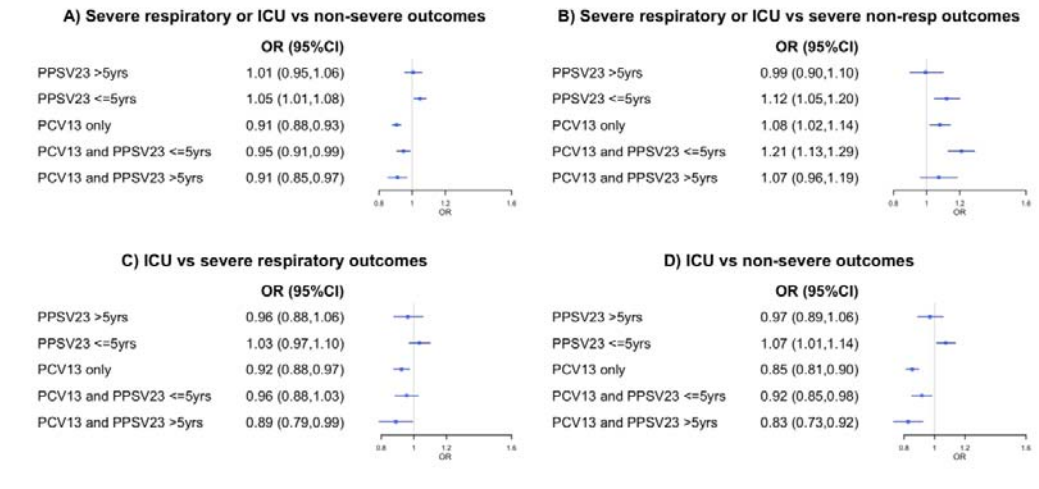 A) Severe respiratory or ICU vs non-severe outcomes
OR (95%CI)
PPSV23 >5yrs 1.01 (0.95,1.06)
PPSV23 <=5yrs 1.05 (1.01,1.08)
PCV13 only 0.91 (0.88,0.93)
PCV13 and PPSV23 <=5yrs 0.95 (0.91,0.99)
PCV13 and PPSV23 >5yrs 0.91 (0.85,0.97)
0.8 1 1.2 1.6
OR
B) Severe respiratory or ICU vs severe non-resp outcomes
OR (95%CI)
PPSV23 >5yrs 0.99 (0.90,1.10)
PPSV23 <=5yrs 1.12 (1.05,1.20)
PCV13 only 1.08 (1.02,1.14)
PCV13 and PPSV23 <=5yrs 1.21 (1.13,1.29)
PCV13 and PPSV23 >5yrs 1.07 (0.96,1.19)
0.8 1 1.2 1.6
OR
C) ICU vs severe respiratory outcomes
OR (95%CI)
PPSV23 >5yrs 0.96 (0.88,1.06)
PPSV23 <=5yrs 1.03 (0.97,1.10)
PCV13 only 0.92 (0.88,0.97)
PCV13 and PPSV23 <=5yrs 0.96 (0.88,1.03)
PCV13 and PPSV23 >5yrs 0.89 (0.79,0.99)
0.8 1 1.2 1.6
OR
D) ICU vs non-severe outcomes
OR (95%CI)
PPSV23 >5yrs 0.97 (0.89,1.06)
PPSV23 <=5yrs 1.07 (1.01,1.14)
PCV13 only 0.85 (0.81,0.90)
PCV13 and PPSV23 <=5yrs 0.92 (0.85,0.98)
PCV13 and PPSV23 >5yrs 0.83 (0.73,0.92)
0.8 1 1.2 1.6
OR